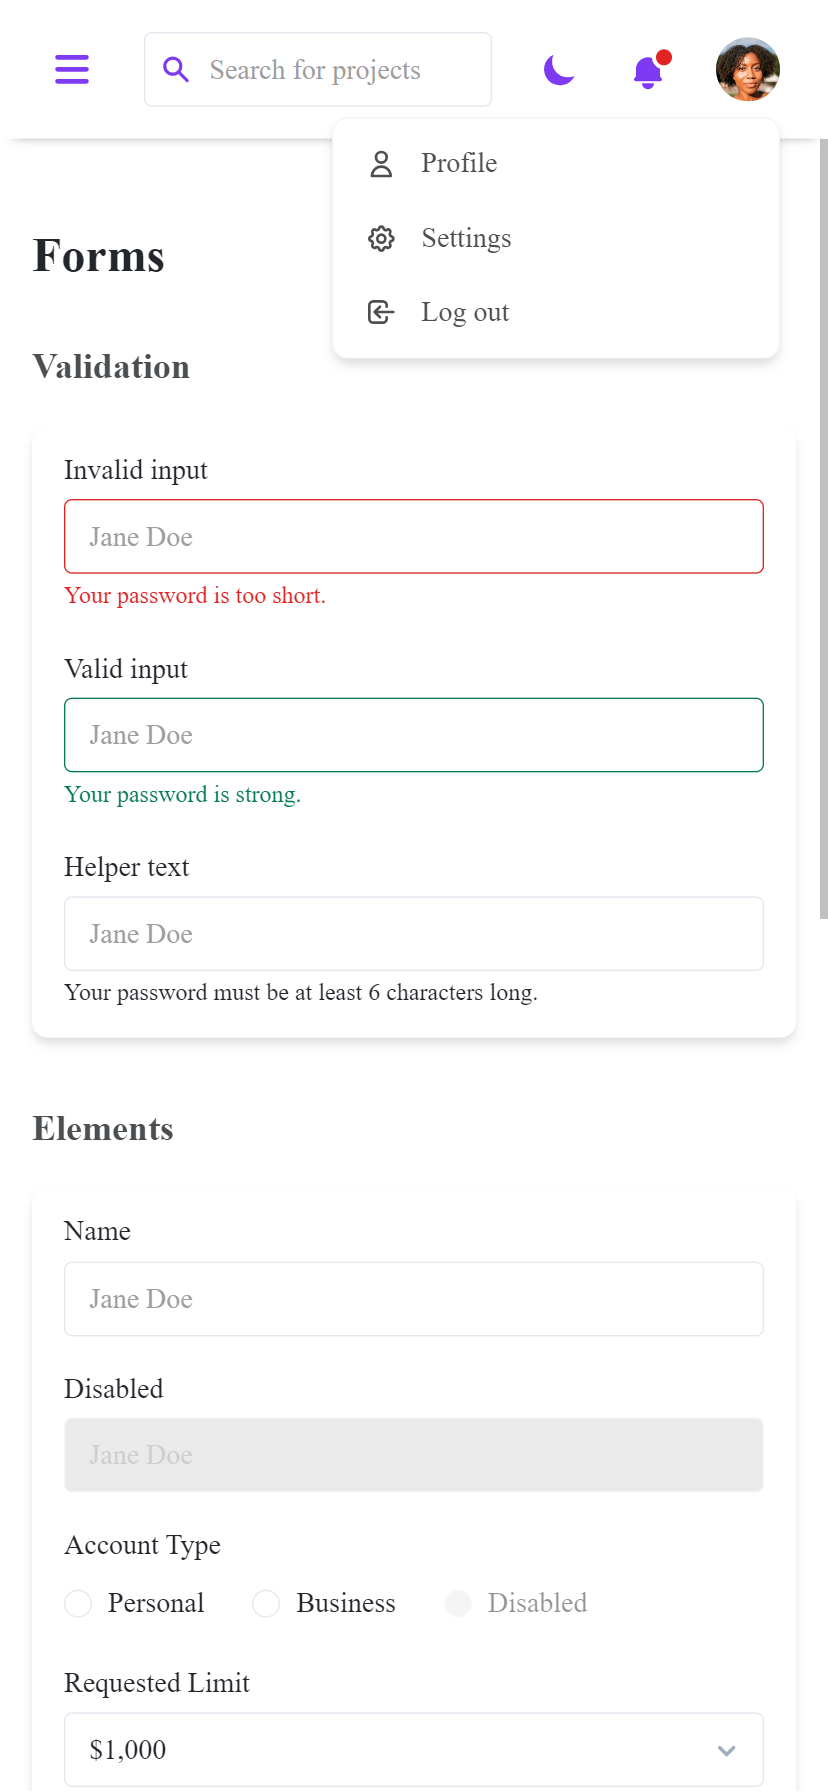 Search for projects
Profile
Settings
Log out
Forms
Validation
Invalid input
Jane Doe
Your password is too short.
Valid input
Jane Doe
Your password is strong.
Helper text
Jane Doe
Your password must be at least 6 characters long.
Elements
Name
Jane Doe
Disabled
Jane Doe
Account Type
Personal Business Disabled
Requested Limit
$1,000